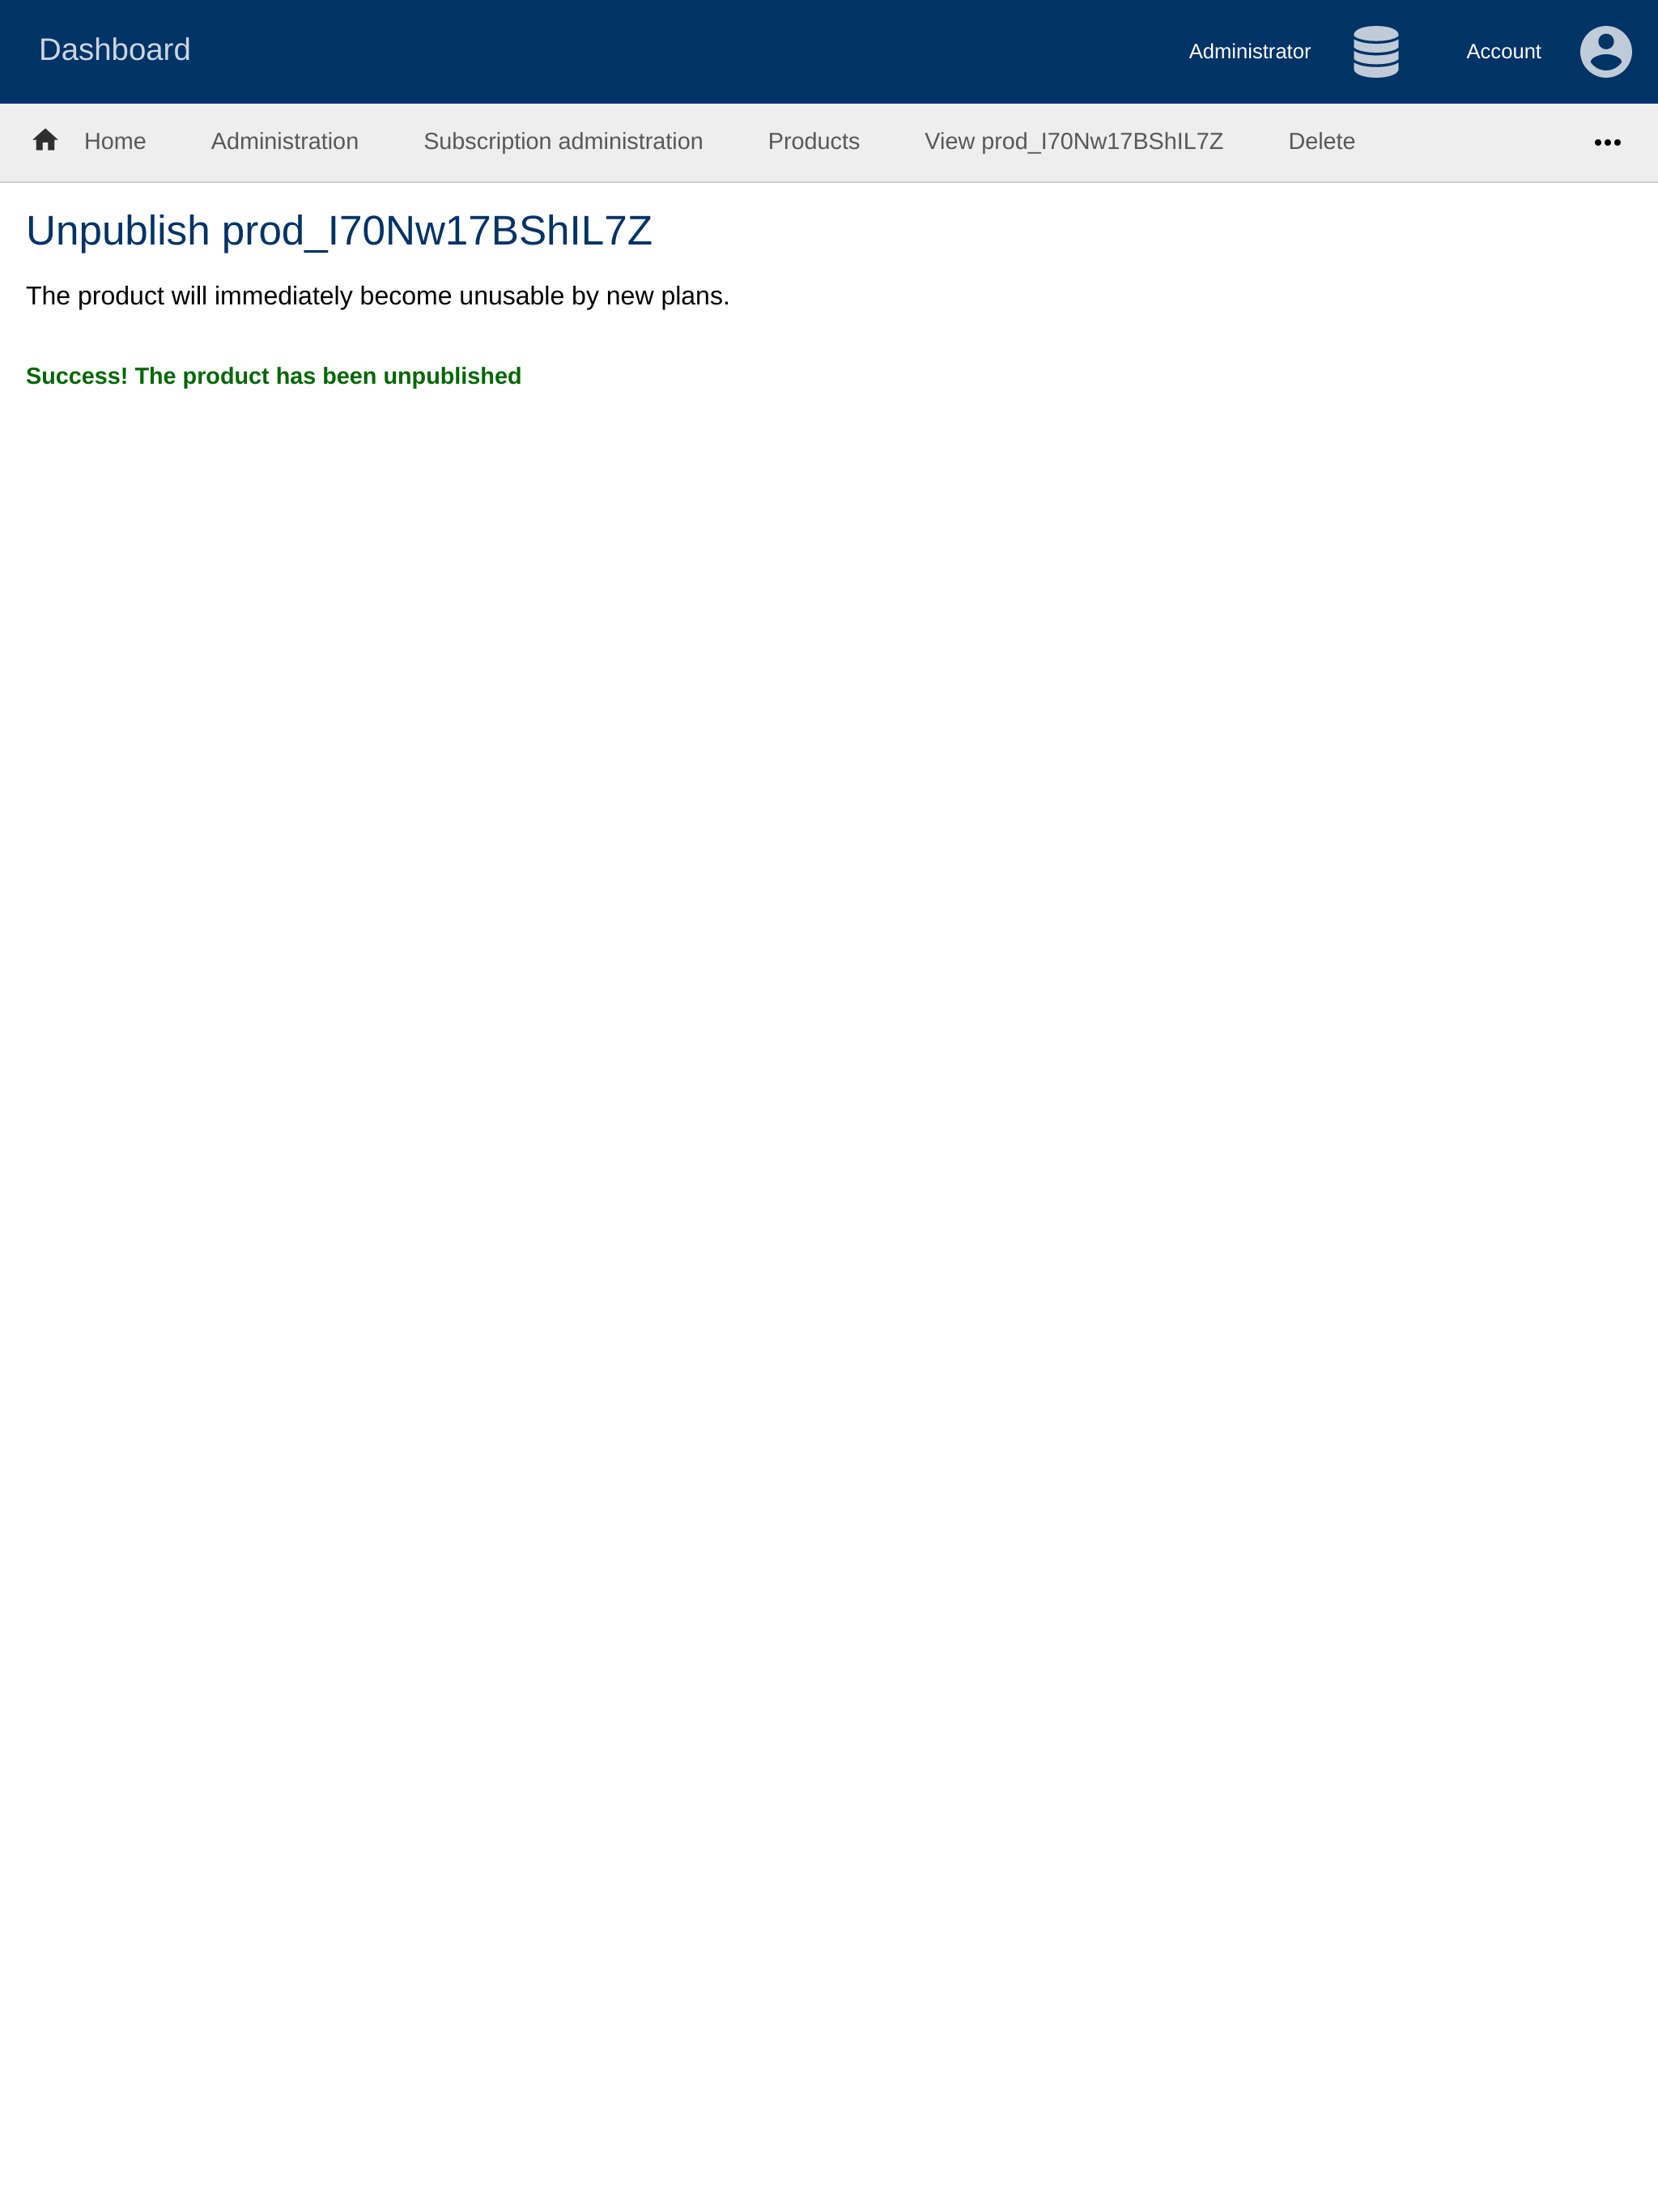 Dashboard
Administrator
Account
Home
Administration
Subscription administration
Products
View prod_I70Nw17BShIL7Z
Delete
Unpublish prod_I70Nw17BShIL7Z
The product will immediately become unusable by new plans.
Success! The product has been unpublished